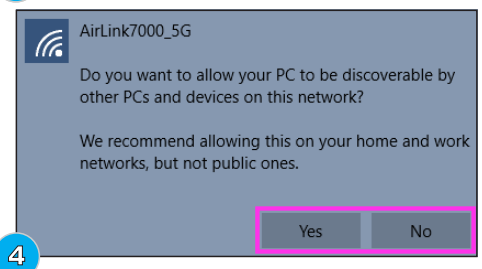 AirLink7000_5G
Do you want to allow your PC to be discoverable by
other PCs and devices on this network?
We recommend allowing this on your home and work
networks, but not public ones.
Yes No
4